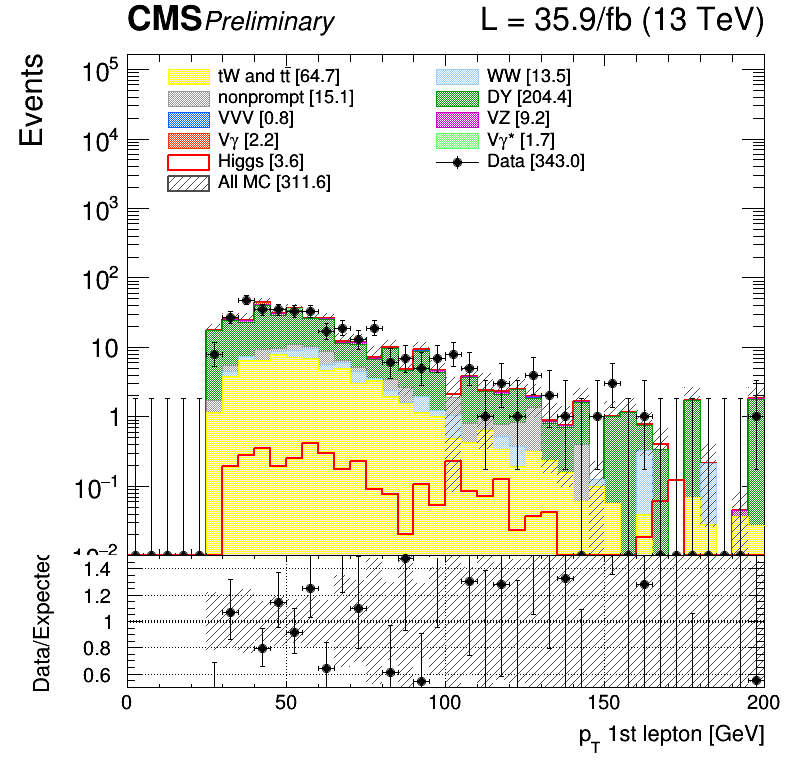 CMS Preliminary L = 35.9/fb (13 TeV)
Events
10^5
10^4
10^3
10^2
10
1
10^−1
10^−2
tW and tt̄ [64.7] WW [13.5]
nonprompt [15.1] DY [204.4]
VVV [0.8] VZ [9.2]
Vγ [2.2] Vγ* [1.7]
Higgs [3.6] Data [343.0]
All MC [311.6]
Data/Expected
1.4
1.2
1
0.8
0.6
0 50 100 150 200
p_T 1st lepton [GeV]